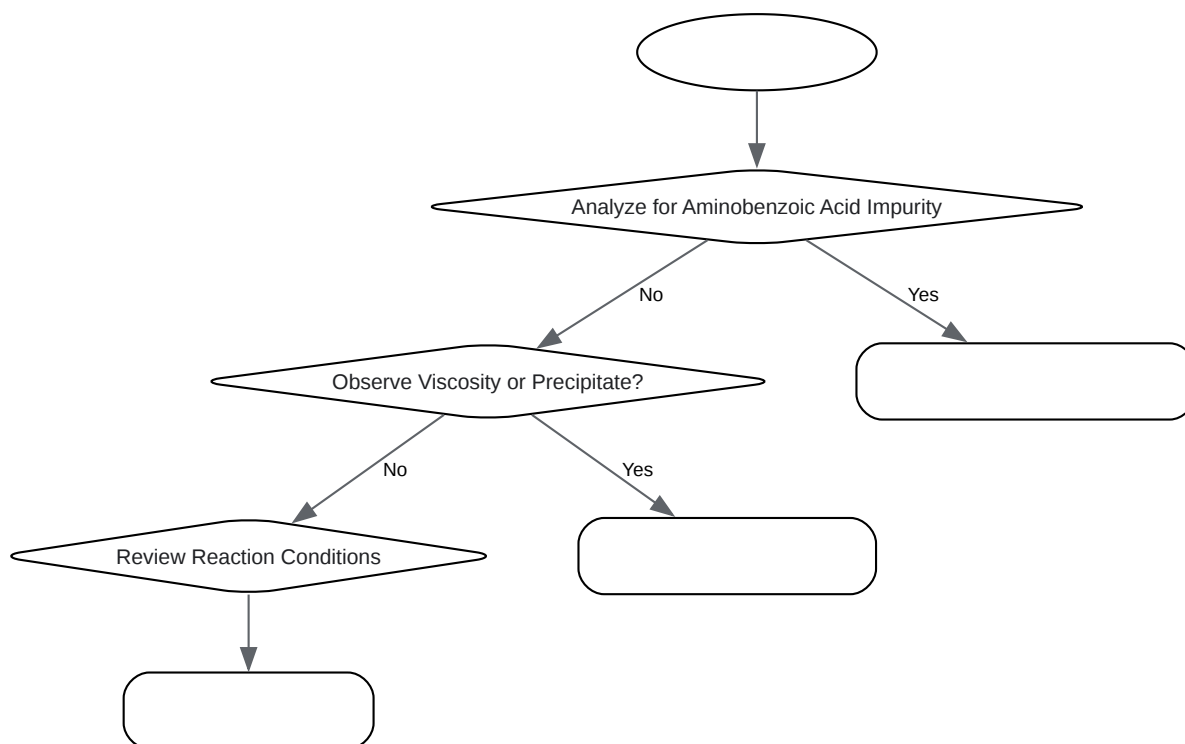 Analyze for Aminobenzoic Acid Impurity
No
Yes
Observe Viscosity or Precipitate?
No
Yes
Review Reaction Conditions